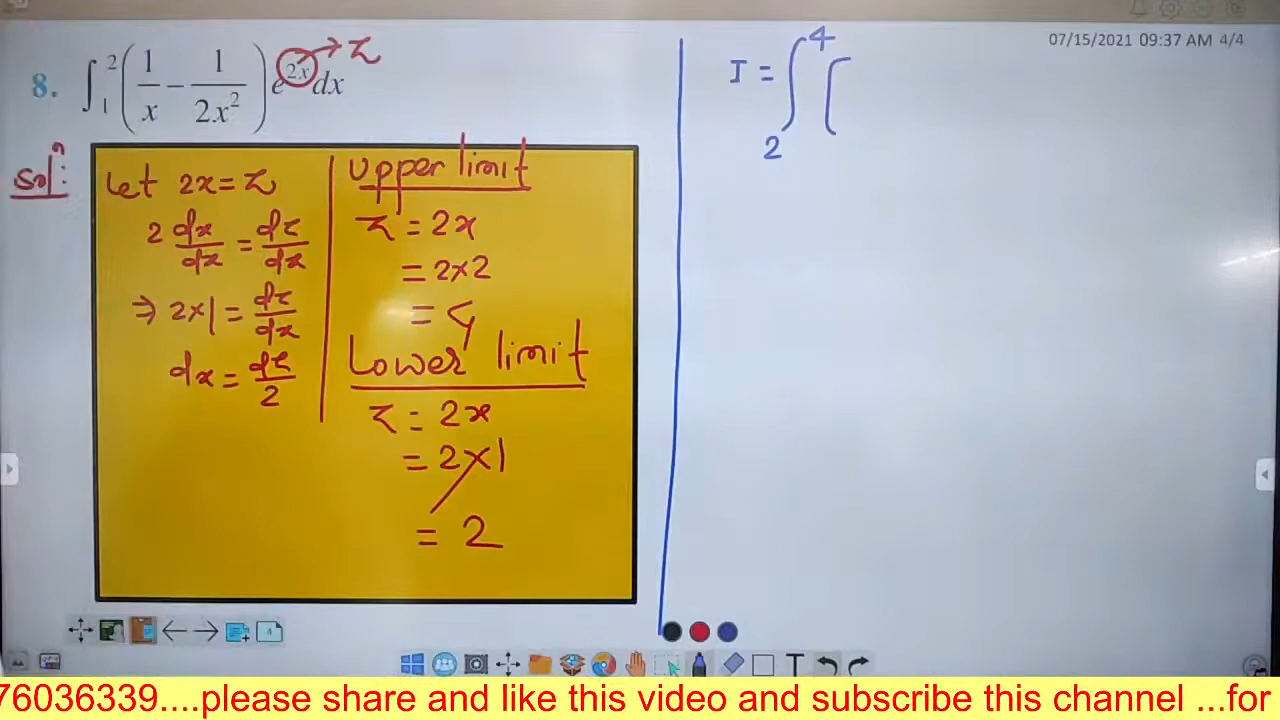 07/15/2021 09:37 AM 4/4
8. ∫₁² (1/x − 1/2x²) e^{2x} dx → z
Solⁿ:
Let 2x = z
2 dx/dx = dz/dx
⇒ 2×1 = dz/dx
dx = dz/2
Upper limit
z = 2x
= 2×2
= 4
Lower limit
z = 2x
= 2×1
= 2
I = ∫₂⁴ (
T
76036339....please share and like this video and subscribe this channel ...for